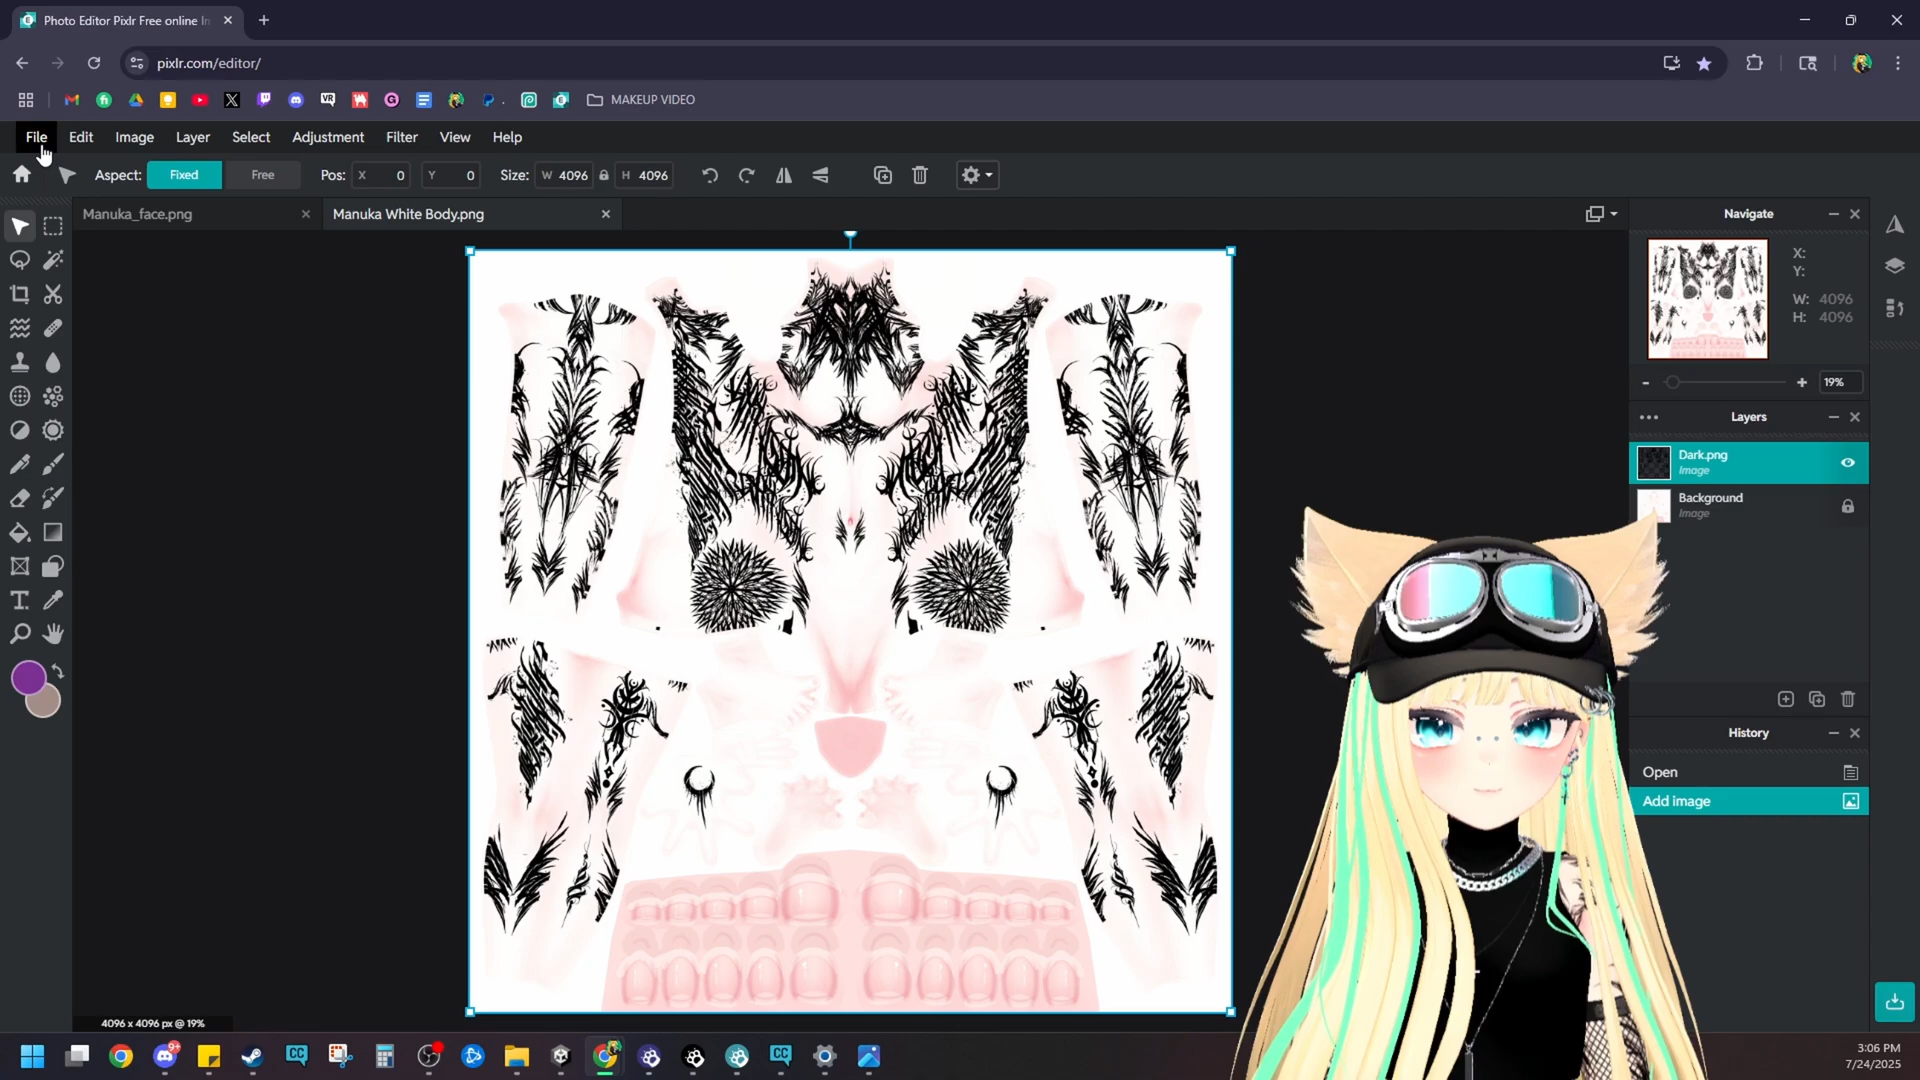 Photo Editor Pixlr Free online In
pixlr.com/editor/
MAKEUP VIDEO
File Edit Image Layer Select Adjustment Filter View Help
Aspect: Fixed Free Pos: X 0 Y 0 Size: W 4096 H 4096
Manuka_face.png Manuka White Body.png
Navigate
X:
Y:
W: 4096
H: 4096
19%
Layers
Dark.png
Image
Background
Image
History
Open
Add image
4096 x 4096 px @ 19%
9+
CC
CC
3:06 PM
7/24/2025